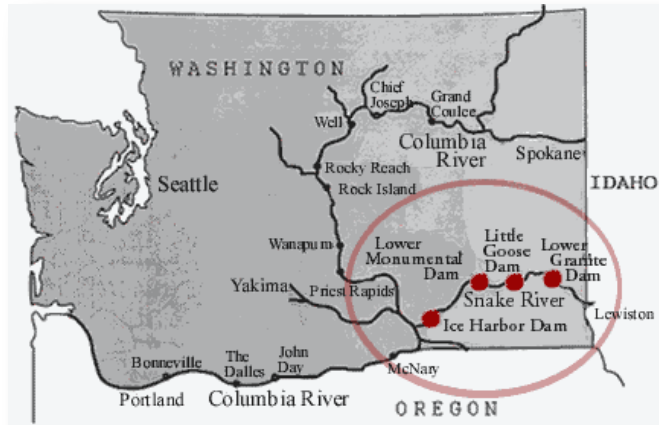 WASHINGTON
Chief
Joseph
Grand
Coulee
Well
Columbia
River
Spokane
Rocky Reach
IDAHO
Seattle
Rock Island
Wanapum
Lower
Monumental
Dam
Little
Goose
Dam
Lower
Granite
Dam
Yakima
Priest Rapids
Snake River
Lewiston
Ice Harbor Dam
Bonneville
The
Dalles
John
Day
McNary
Portland
Columbia River
OREGON